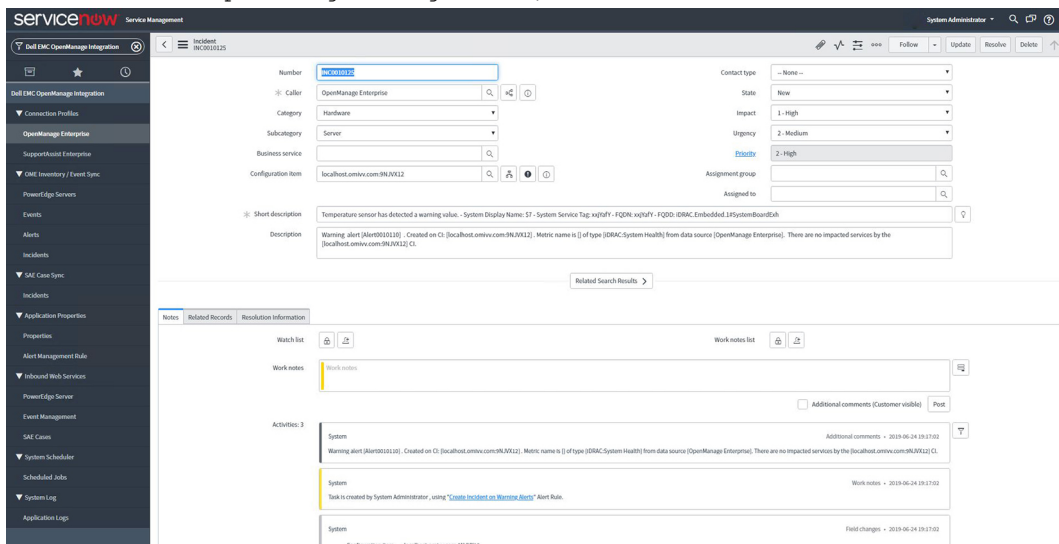 servicenow Service Management
System Administrator
Dell EMC OpenManage Integration
Incident
INC0010125
Follow Update Resolve Delete
Dell EMC OpenManage Integration
Connection Profiles
OpenManage Enterprise
SupportAssist Enterprise
OME Inventory / Event Sync
PowerEdge Servers
Events
Alerts
Incidents
SAE Case Sync
Incidents
Application Properties
Properties
Alert Management Rule
Inbound Web Services
PowerEdge Server
Event Management
SAE Cases
System Scheduler
Scheduled Jobs
System Log
Application Logs
Number INC0010125
Caller OpenManage Enterprise
Category Hardware
Subcategory Server
Business service
Configuration item localhost.omivv.com:9NJVX12
Contact type -- None --
State New
Impact 1 - High
Urgency 2 - Medium
Priority 2 - High
Assignment group
Assigned to
Short description Temperature sensor has detected a warning value. - System Display Name: S7 - System Service Tag: xxjYafY - FQDN: xxjYafY - FQDD: iDRAC.Embedded.1#SystemBoardExh
Description Warning alert [Alert0010110] . Created on CI: [localhost.omivv.com:9NJVX12] . Metric name is [] of type [iDRAC:System Health] from data source [OpenManage Enterprise]. There are no impacted services by the
[localhost.omivv.com:9NJVX12] CI.
Related Search Results
Notes Related Records Resolution Information
Watch list
Work notes list
Work notes Work notes
Additional comments (Customer visible) Post
Activities: 3
System Additional comments • 2019-06-24 19:17:02
Warning alert [Alert0010110] . Created on CI: [localhost.omivv.com:9NJVX12] . Metric name is [] of type [iDRAC:System Health] from data source [OpenManage Enterprise]. There are no impacted services by the [localhost.omivv.com:9NJVX12] CI.
System Work notes • 2019-06-24 19:17:02
Task is created by System Administrator , using "Create Incident on Warning Alerts" Alert Rule.
System Field changes • 2019-06-24 19:17:02